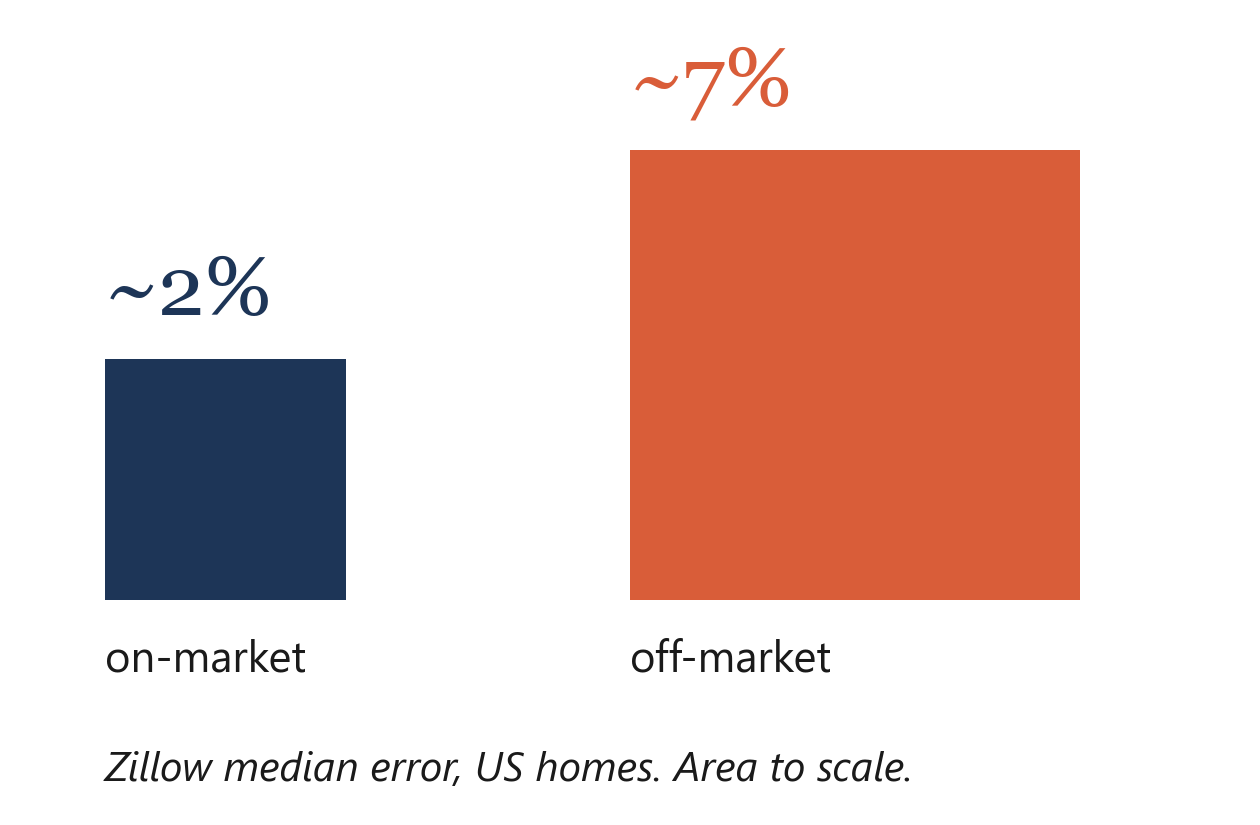 ~7%
~2%
on-market
off-market
Zillow median error, US homes. Area to scale.